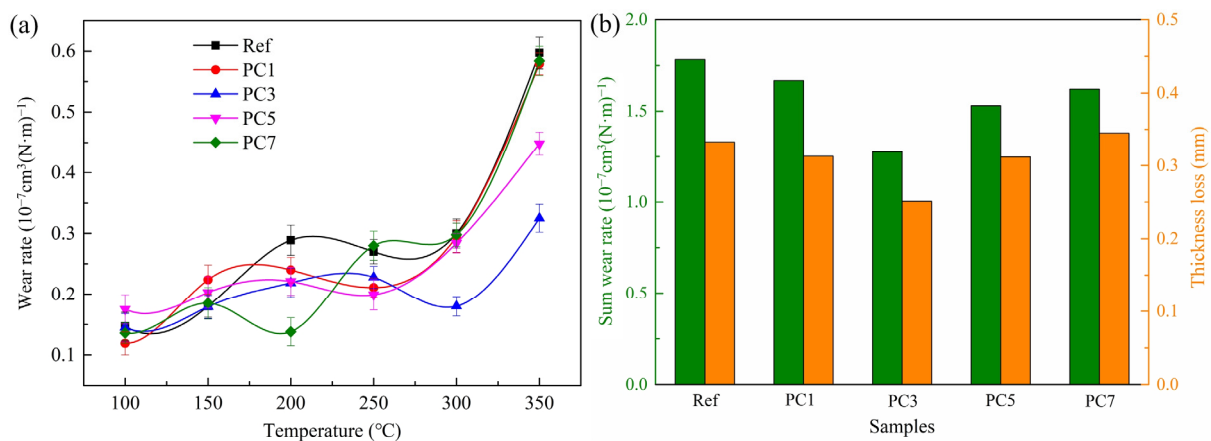 (a)
Ref
PC1
PC3
PC5
PC7
0.6
0.5
0.4
0.3
0.2
0.1
Wear rate (10⁻⁷cm³(N·m)⁻¹)
100 150 200 250 300 350
Temperature (℃)
(b)
2.0
1.5
1.0
0.5
0.0
Sum wear rate (10⁻⁷cm³(N·m)⁻¹)
0.5
0.4
0.3
0.2
0.1
0.0
Thickness loss (mm)
Ref PC1 PC3 PC5 PC7
Samples